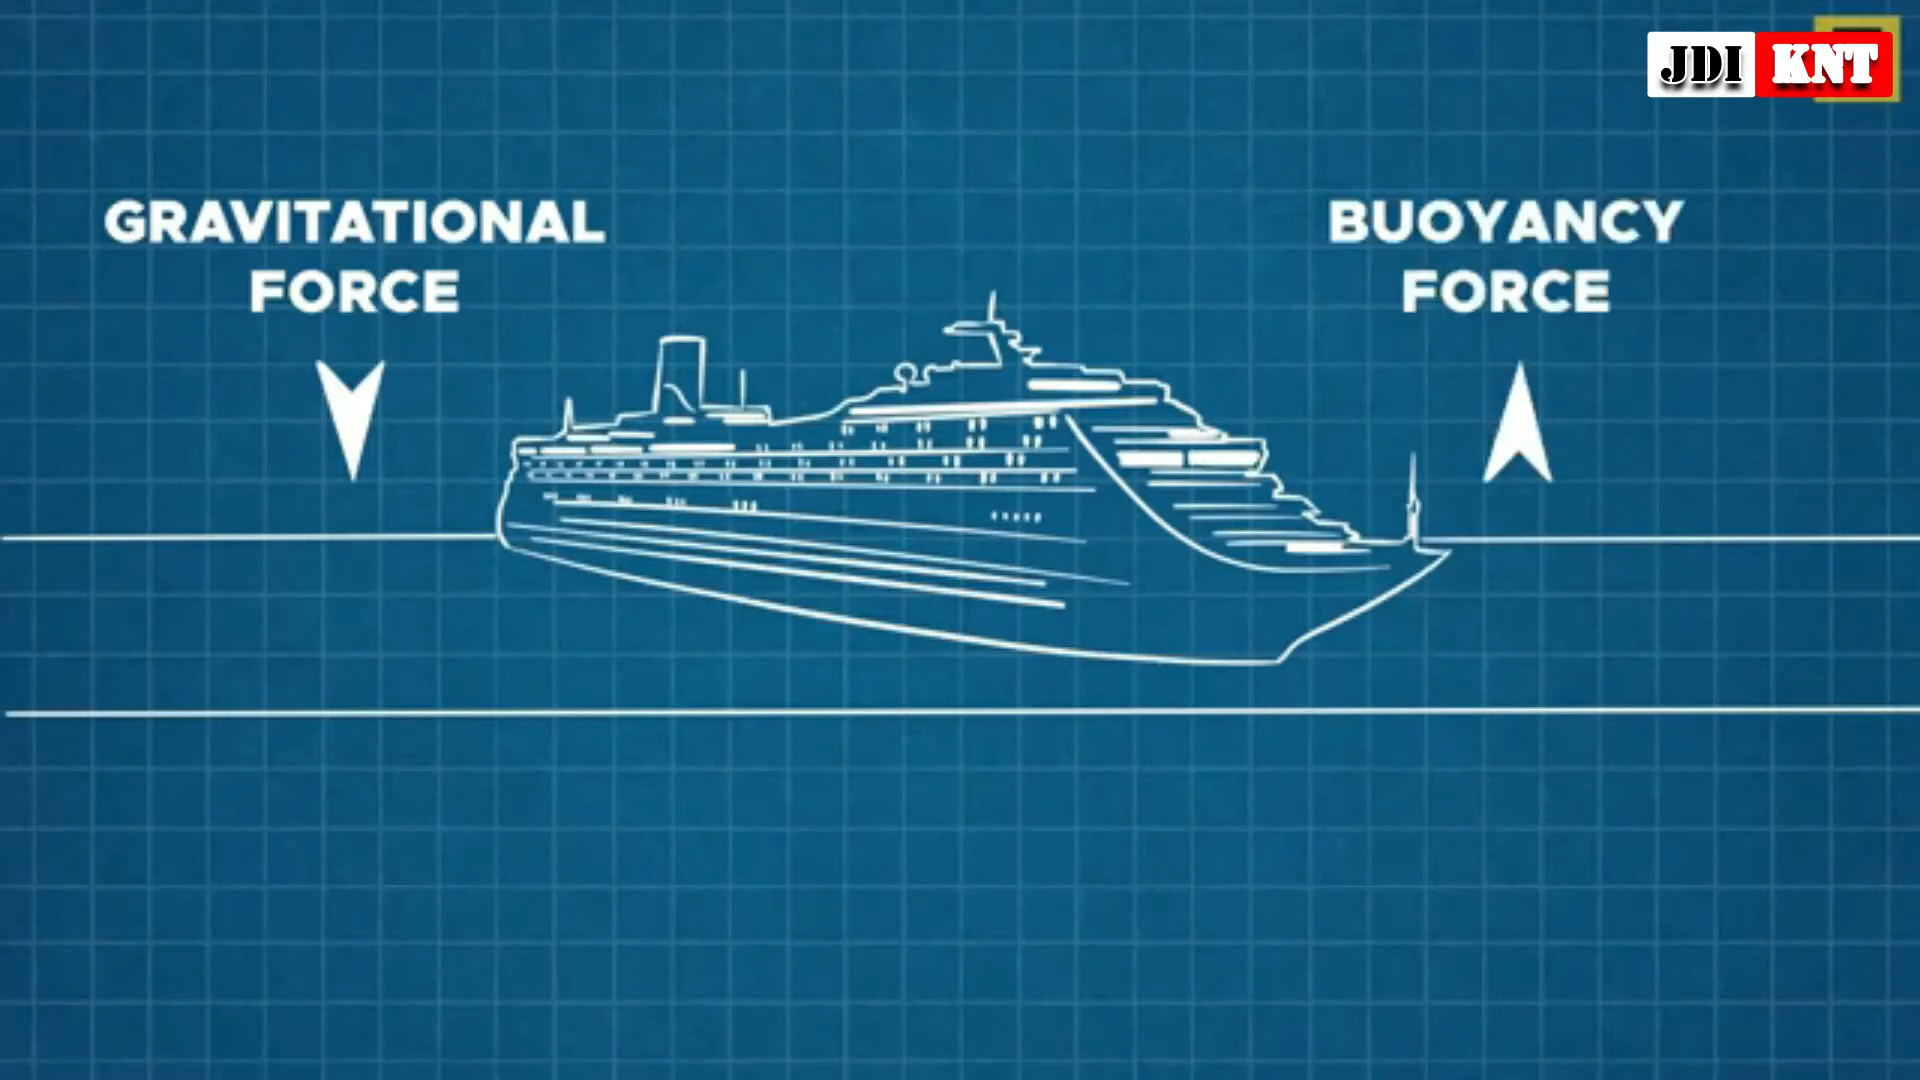 JDI KNT
GRAVITATIONAL
FORCE
BUOYANCY
FORCE